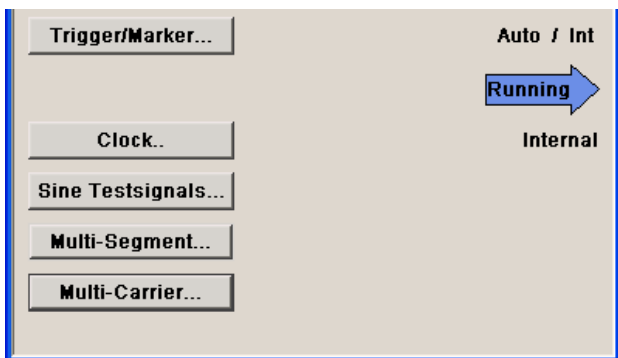 Trigger/Marker... Auto / Int
Running
Clock.. Internal
Sine Testsignals...
Multi-Segment...
Multi-Carrier...